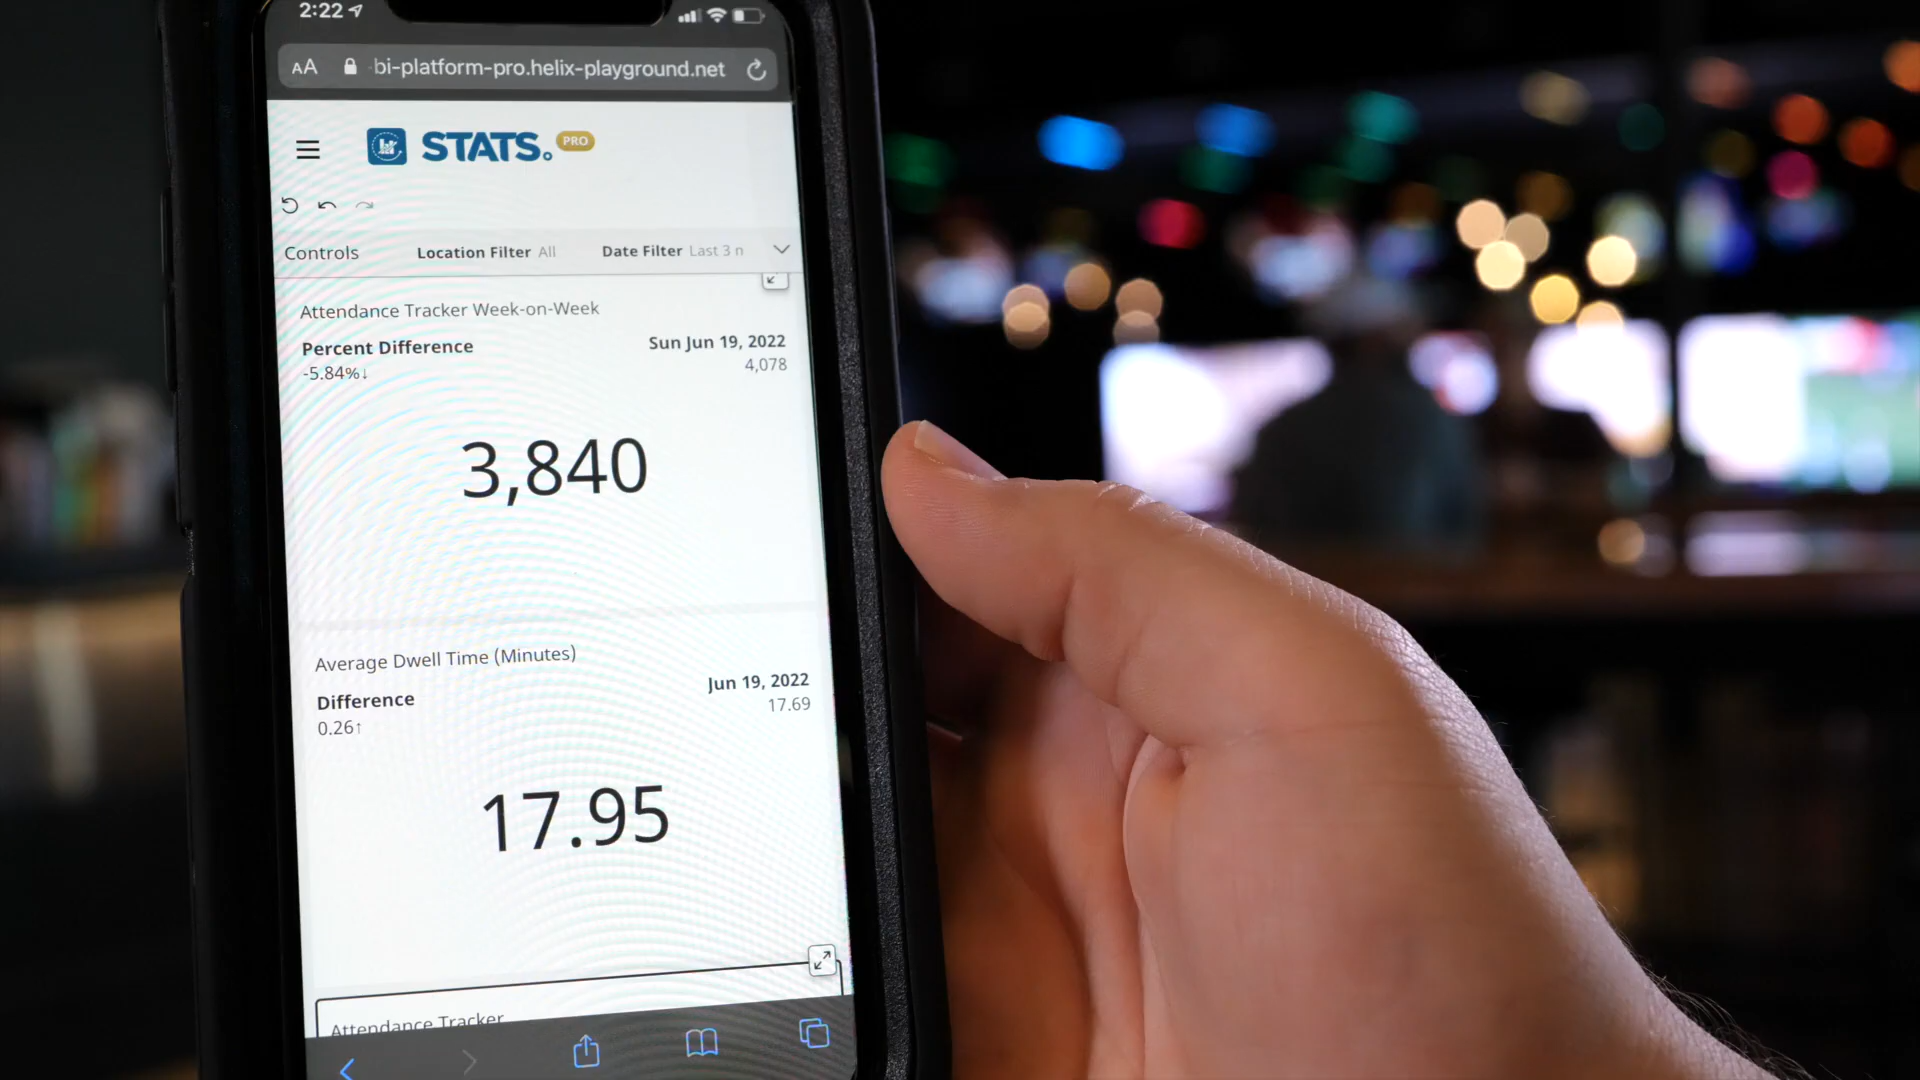 2:22
AA bi-platform-pro.helix-playground.net
STATS. PRO
Controls Location Filter All Date Filter Last 3 n
Attendance Tracker Week-on-Week
Percent Difference Sun Jun 19, 2022
-5.84%↓ 4,078
3,840
Average Dwell Time (Minutes)
Difference Jun 19, 2022
0.26↑ 17.69
17.95
Attendance Tracker